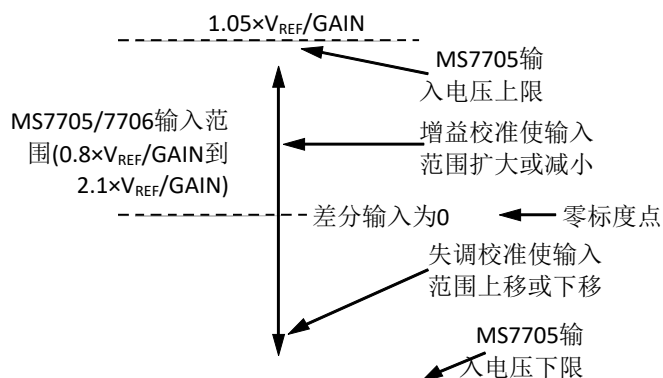 1.05×VREF/GAIN
MS7705输
入电压上限
MS7705/7706输入范
围(0.8×VREF/GAIN到
2.1×VREF/GAIN)
增益校准使输入
范围扩大或减小
差分输入为0
零标度点
失调校准使输入
范围上移或下移
MS7705输
入电压下限